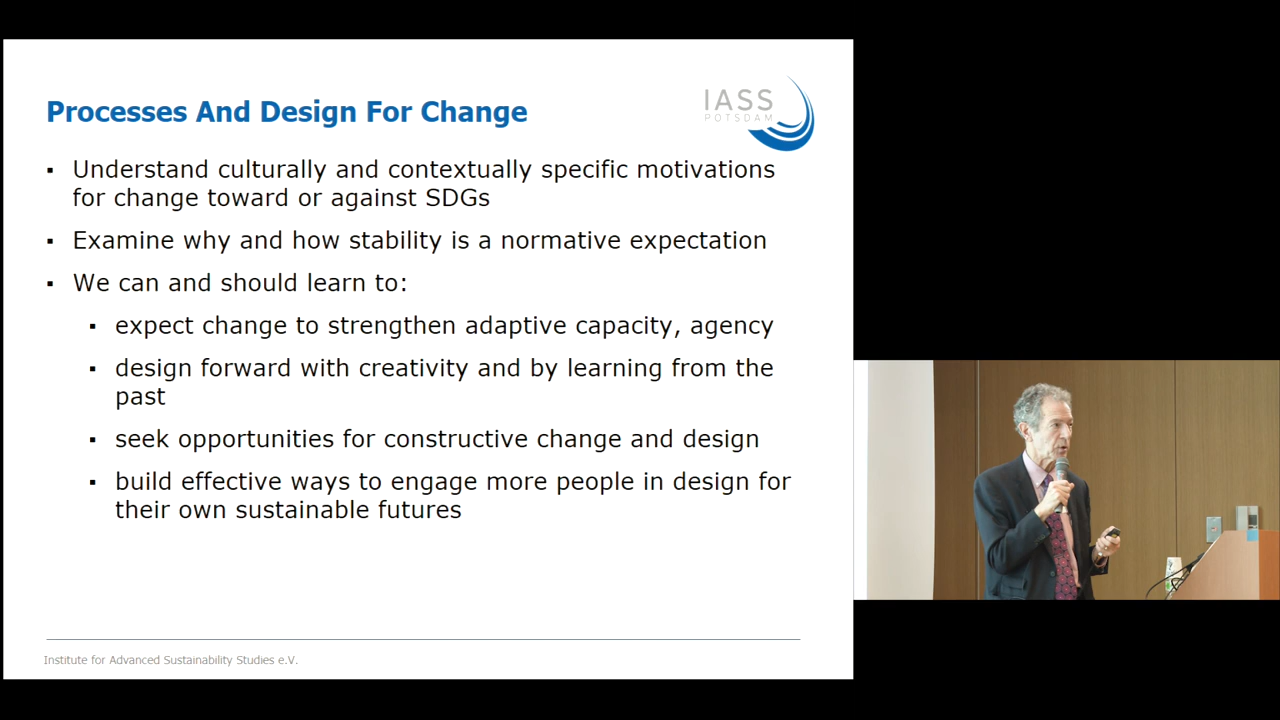 Processes And Design For Change
IASS
POTSDAM
▪ Understand culturally and contextually specific motivations
for change toward or against SDGs
▪ Examine why and how stability is a normative expectation
▪ We can and should learn to:
▪ expect change to strengthen adaptive capacity, agency
▪ design forward with creativity and by learning from the
past
▪ seek opportunities for constructive change and design
▪ build effective ways to engage more people in design for
their own sustainable futures
Institute for Advanced Sustainability Studies e.V.